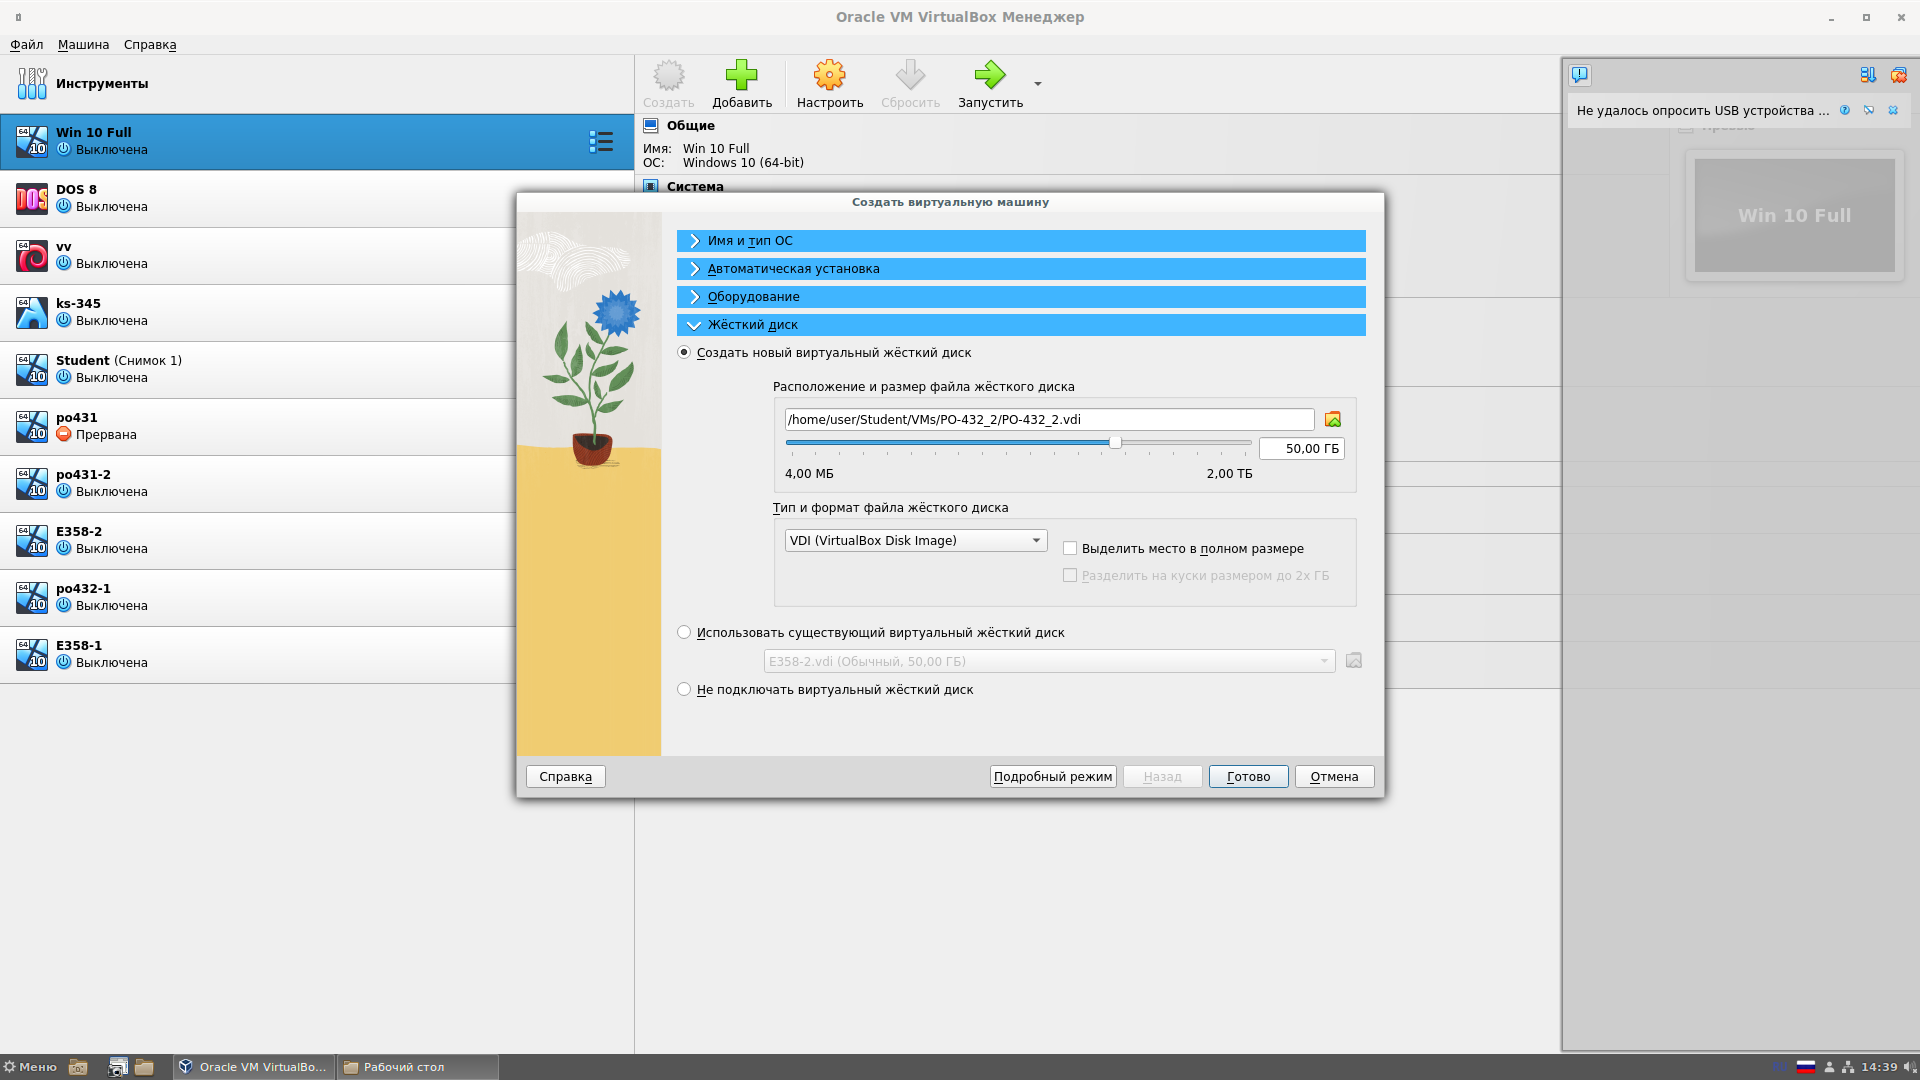 Oracle VM VirtualBox Менеджер
Файл Машина Справка
Инструменты
Создать Добавить Настроить Сбросить Запустить
Win 10 Full
Выключена
DOS 8
Выключена
vv
Выключена
ks-345
Выключена
Student (Снимок 1)
Выключена
po431
Прервана
po431-2
Выключена
E358-2
Выключена
po432-1
Выключена
E358-1
Выключена
Общие
Имя: Win 10 Full
ОС: Windows 10 (64-bit)
Система
Не удалось опросить USB устройства ...
Win 10 Full
Создать виртуальную машину
Имя и тип ОС
Автоматическая установка
Оборудование
Жёсткий диск
Создать новый виртуальный жёсткий диск
Расположение и размер файла жёсткого диска
/home/user/Student/VMs/PO-432_2/PO-432_2.vdi
50,00 ГБ
4,00 МБ 2,00 ТБ
Тип и формат файла жёсткого диска
VDI (VirtualBox Disk Image)
Выделить место в полном размере
Разделить на куски размером до 2х ГБ
Использовать существующий виртуальный жёсткий диск
E358-2.vdi (Обычный, 50,00 ГБ)
Не подключать виртуальный жёсткий диск
Справка Подробный режим Назад Готово Отмена
Меню Oracle VM VirtualBo... Рабочий стол 14:39